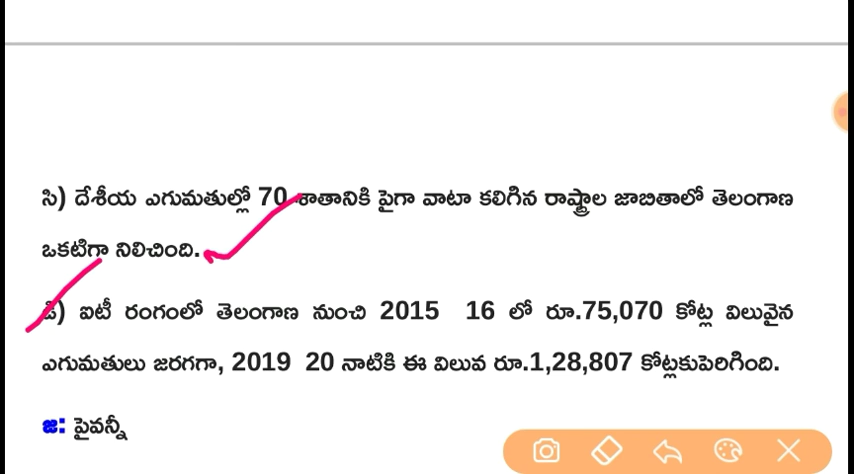 సి) దేశీయ ఎగుమతుల్లో 70 శాతానికి పైగా వాటా కలిగిన రాష్ట్రాల జాబితాలో తెలంగాణ
ఒకటిగా నిలిచింది.
డి) ఐటీ రంగంలో తెలంగాణ నుంచి 2015 16 లో రూ.75,070 కోట్ల విలువైన
ఎగుమతులు జరగగా, 2019 20 నాటికి ఈ విలువ రూ.1,28,807 కోట్లకుపెరిగింది.
జ: పైవన్నీ